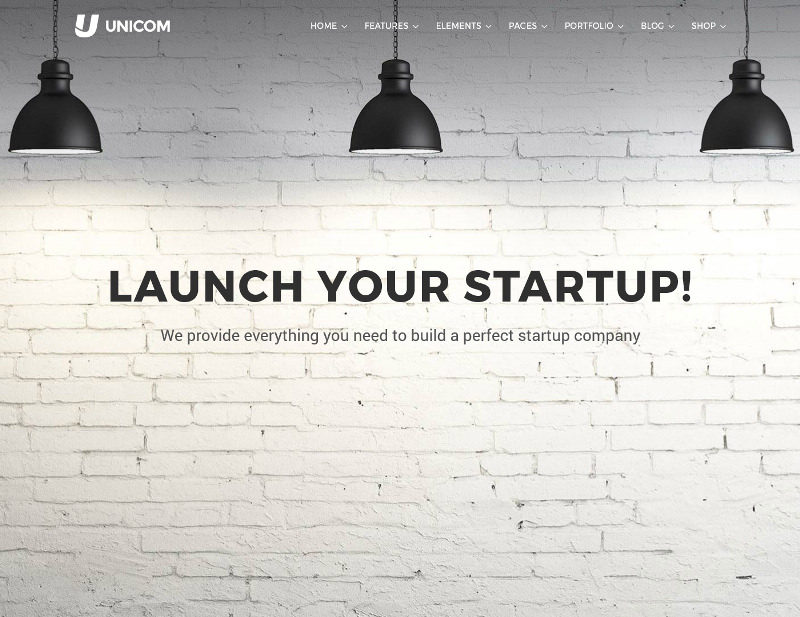 UNICOM
HOME FEATURES ELEMENTS PACES PORTFOLIO BLOG SHOP
LAUNCH YOUR STARTUP!
We provide everything you need to build a perfect startup company